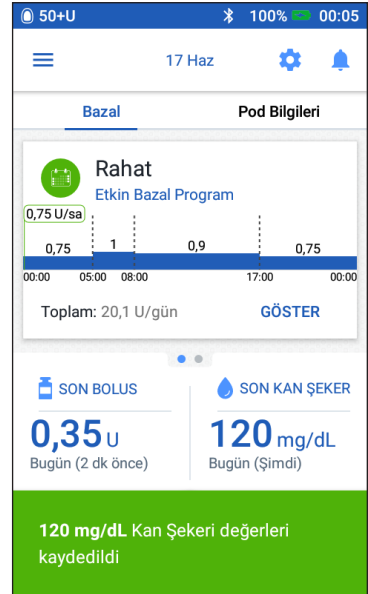 50+U 100% 00:05
17 Haz
Bazal Pod Bilgileri
Rahat
Etkin Bazal Program
0,75 U/sa
0,75 1 0,9 0,75
00:00 05:00 08:00 17:00 00:00
Toplam: 20,1 U/gün GÖSTER
SON BOLUS SON KAN ŞEKER
0,35 U 120 mg/dL
Bugün (2 dk önce) Bugün (Şimdi)
120 mg/dL Kan Şekeri değerleri
kaydedildi